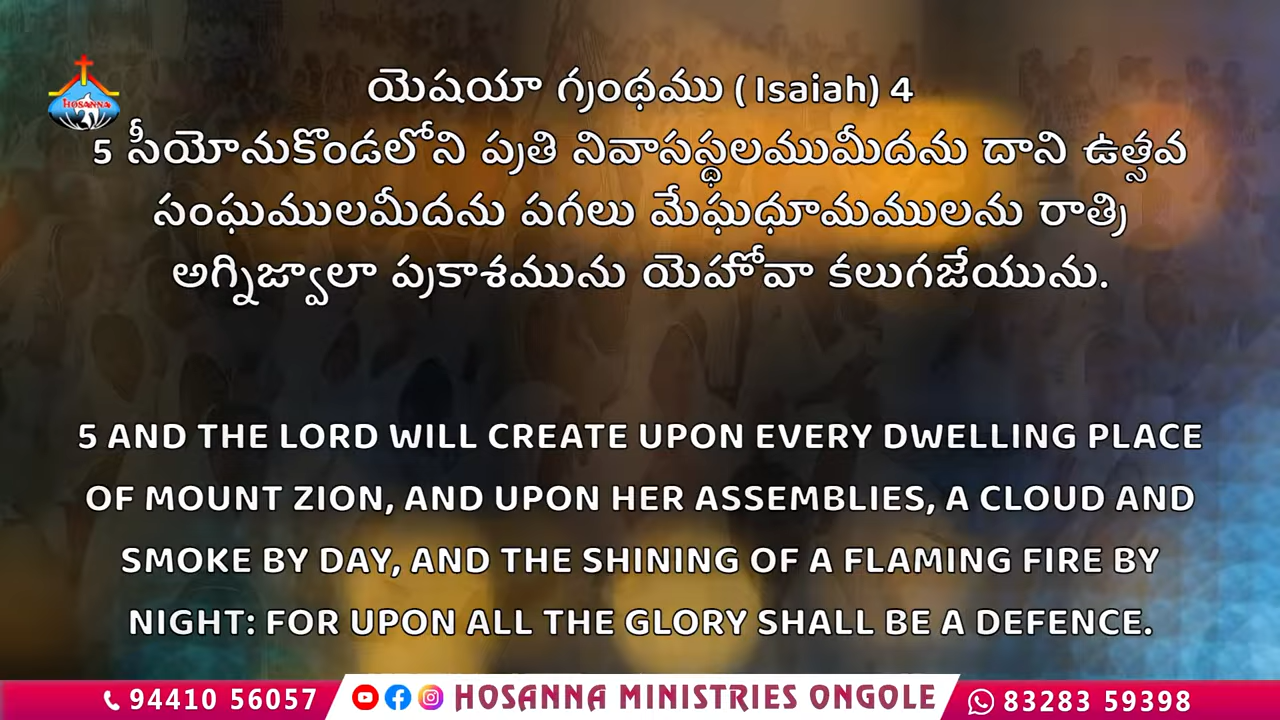 HOSANNA
యెషయా గ్రంథము ( Isaiah) 4
5 సీయోనుకొండలోని ప్రతి నివాసస్థలముమీదను దాని ఉత్సవ
సంఘములమీదను పగలు మేఘధూమములను రాత్రి
అగ్నిజ్వాలా ప్రకాశమును యెహోవా కలుగజేయును.
5 AND THE LORD WILL CREATE UPON EVERY DWELLING PLACE
OF MOUNT ZION, AND UPON HER ASSEMBLIES, A CLOUD AND
SMOKE BY DAY, AND THE SHINING OF A FLAMING FIRE BY
NIGHT: FOR UPON ALL THE GLORY SHALL BE A DEFENCE.
94410 56057 HOSANNA MINISTRIES ONGOLE 83283 59398